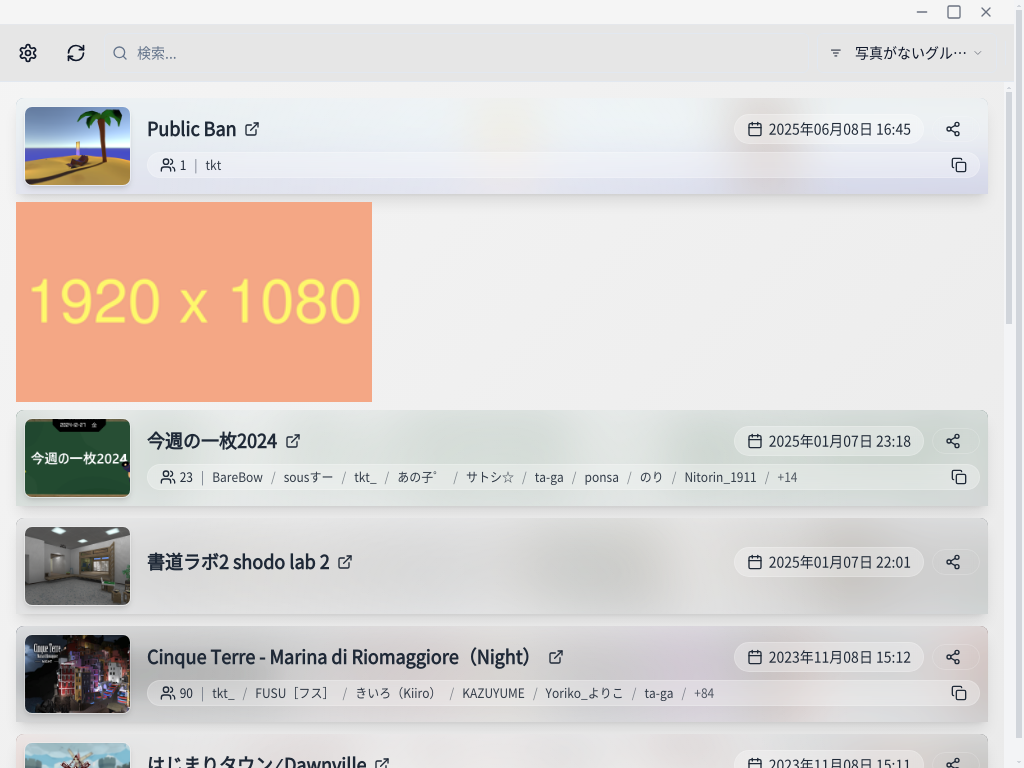 検索...
写真がないグル…
Public Ban
2025年06月08日 16:45
1 | tkt
1920 x 1080
今週の一枚2024
今週の一枚2024
2025年01月07日 23:18
23 | BareBow / sousすー / tkt_ / あの子゜ / サトシ☆ / ta-ga / ponsa / のり / Nitorin_1911 / +14
書道ラボ2 shodo lab 2
2025年01月07日 22:01
Cinque Terre
Cinque Terre - Marina di Riomaggiore（Night）
2023年11月08日 15:12
90 | tkt_ / FUSU［フス］ / きいろ（Kiiro） / KAZUYUME / Yoriko_よりこ / ta-ga / +84
はじまりタウン/Dawnville
2023年11月08日 15:11